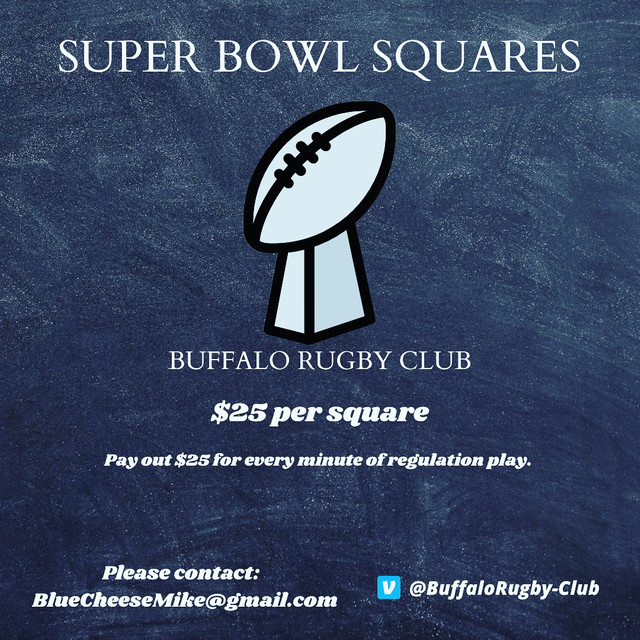 SUPER BOWL SQUARES
BUFFALO RUGBY CLUB
$25 per square
Pay out $25 for every minute of regulation play.
Please contact:
BlueCheeseMike@gmail.com
@BuffaloRugby-Club